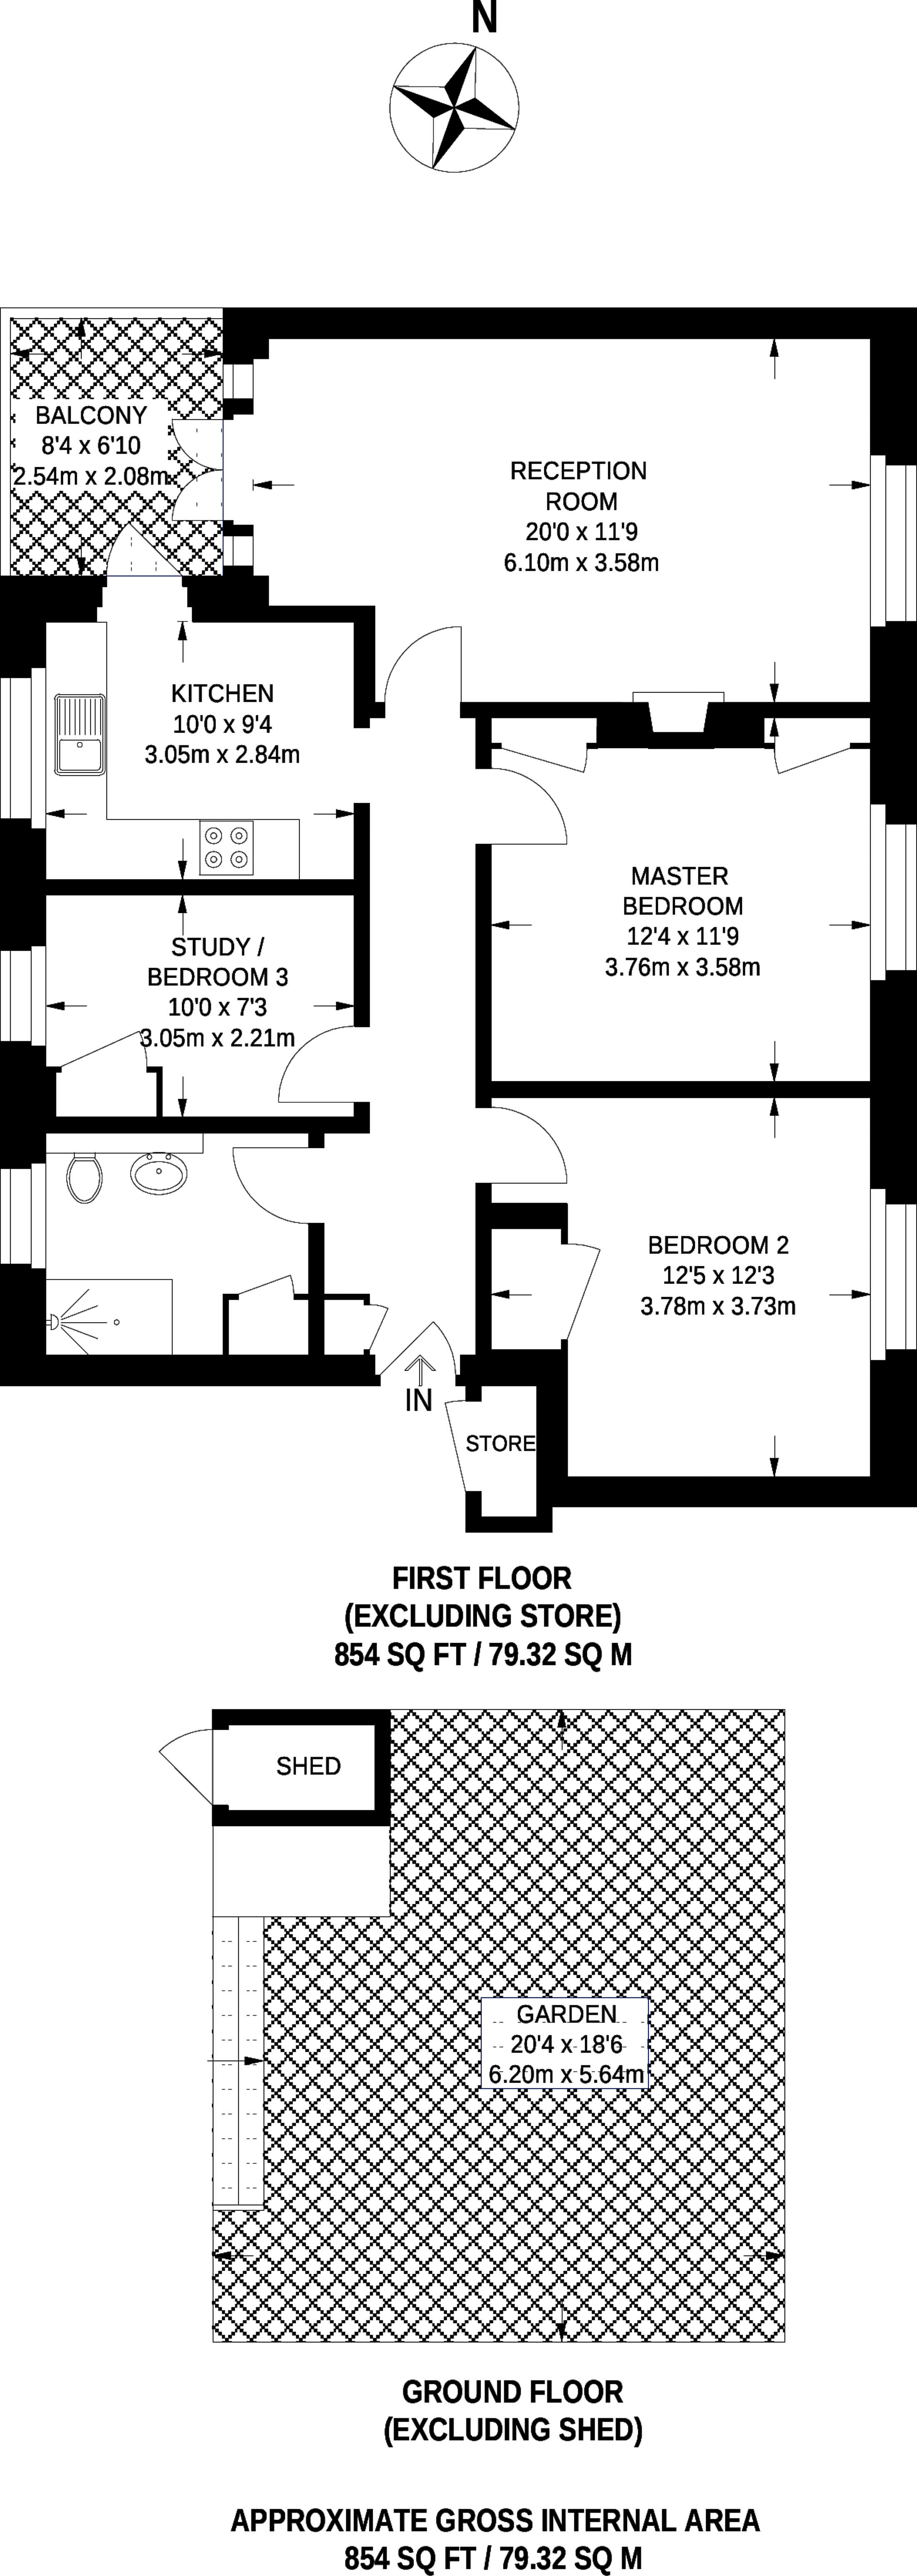 N
BALCONY
8'4 x 6'10
2.54m x 2.08m
RECEPTION
ROOM
20'0 x 11'9
6.10m x 3.58m
KITCHEN
10'0 x 9'4
3.05m x 2.84m
MASTER
BEDROOM
12'4 x 11'9
3.76m x 3.58m
STUDY /
BEDROOM 3
10'0 x 7'3
3.05m x 2.21m
BEDROOM 2
12'5 x 12'3
3.78m x 3.73m
IN
STORE
FIRST FLOOR
(EXCLUDING STORE)
854 SQ FT / 79.32 SQ M
SHED
GARDEN
20'4 x 18'6
6.20m x 5.64m
GROUND FLOOR
(EXCLUDING SHED)
APPROXIMATE GROSS INTERNAL AREA
854 SQ FT / 79.32 SQ M